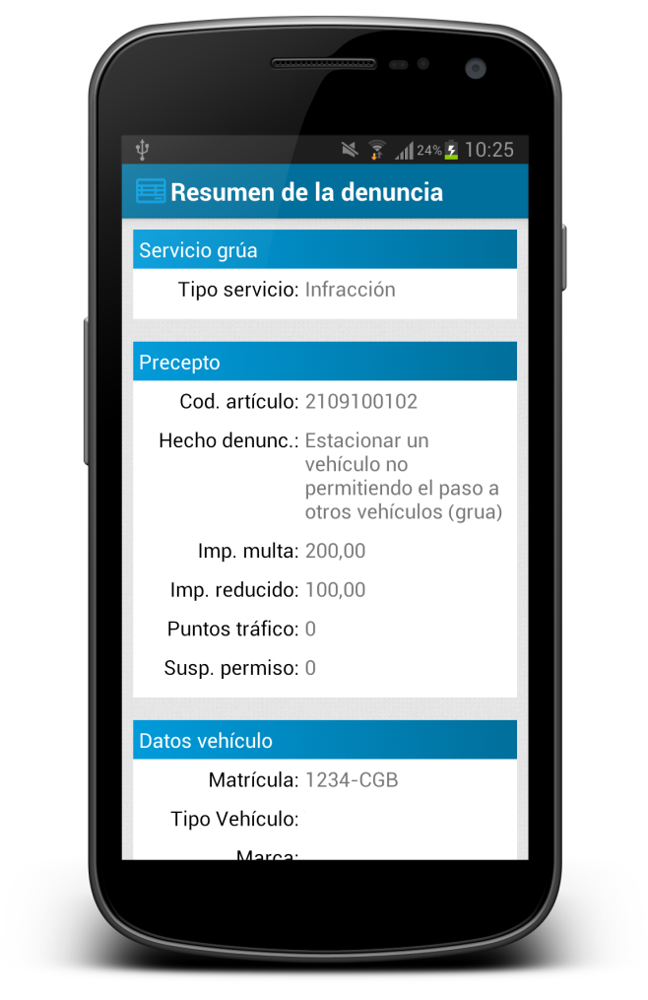 24% 10:25
Resumen de la denuncia
Servicio grúa
Tipo servicio: Infracción
Precepto
Cod. artículo: 2109100102
Hecho denunc.: Estacionar un
vehículo no
permitiendo el paso a
otros vehículos (grua)
Imp. multa: 200,00
Imp. reducido: 100,00
Puntos tráfico: 0
Susp. permiso: 0
Datos vehículo
Matrícula: 1234-CGB
Tipo Vehículo:
Marca: